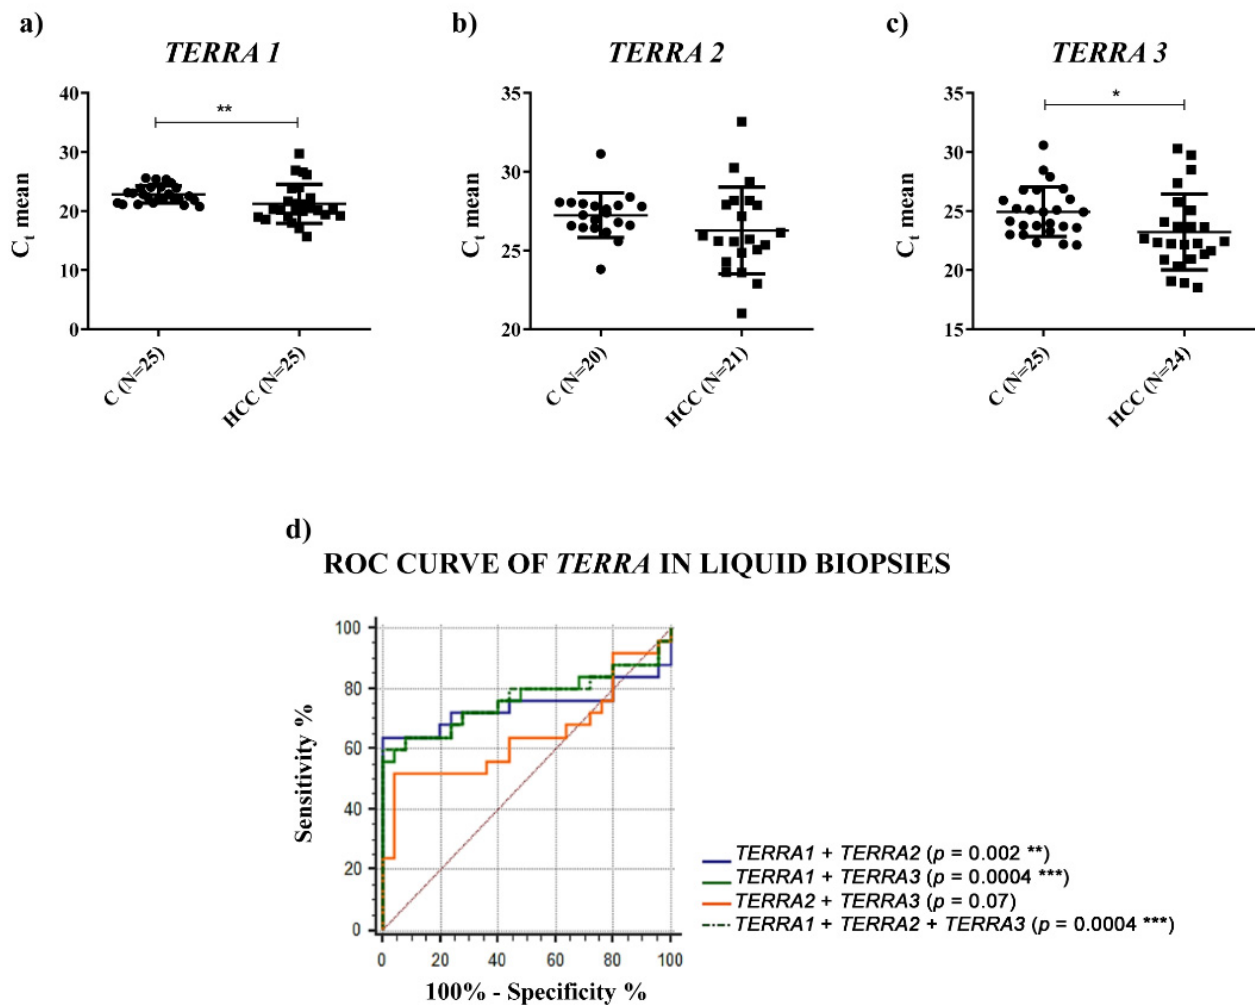 a)
TERRA 1
40
30
20
10
0
Ct mean
**
C (N=25)
HCC (N=25)
b)
TERRA 2
35
30
25
20
Ct mean
C (N=20)
HCC (N=21)
c)
TERRA 3
35
30
25
20
15
Ct mean
*
C (N=25)
HCC (N=24)
d)
ROC CURVE OF TERRA IN LIQUID BIOPSIES
100
80
60
40
20
0
Sensitivity %
0 20 40 60 80 100
100% - Specificity %
TERRA1 + TERRA2 (p = 0.002 **)
TERRA1 + TERRA3 (p = 0.0004 ***)
TERRA2 + TERRA3 (p = 0.07)
TERRA1 + TERRA2 + TERRA3 (p = 0.0004 ***)